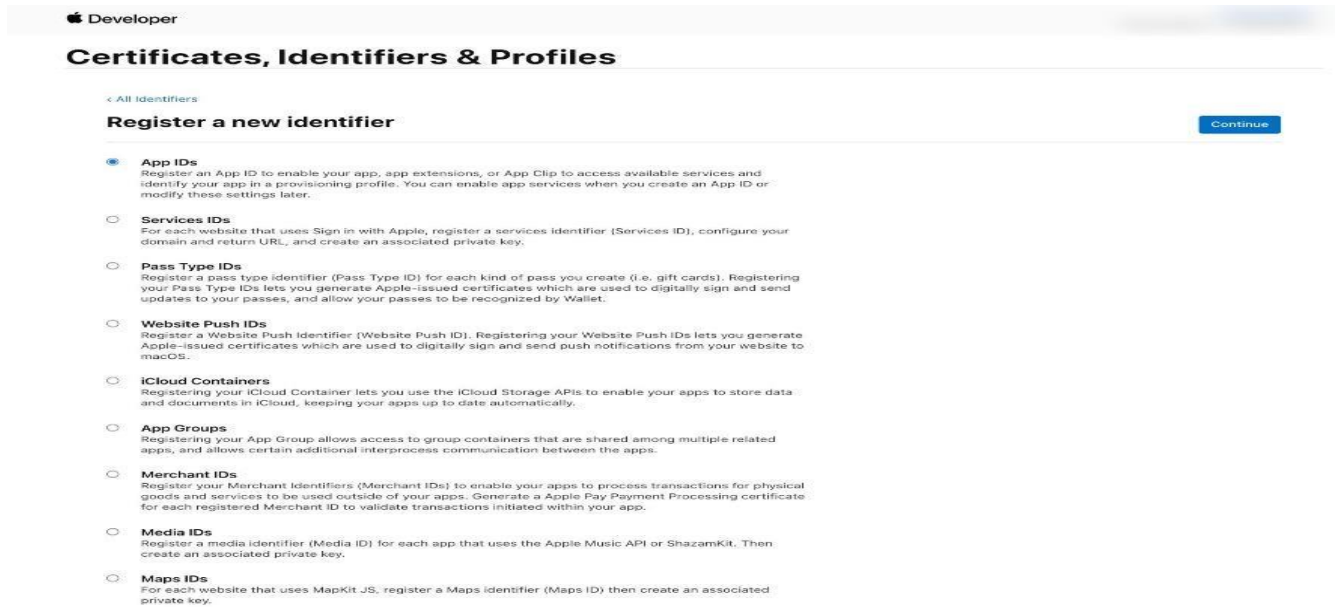 Developer
Certificates, Identifiers & Profiles
< All Identifiers
Register a new identifier
Continue
App IDs
Register an App ID to enable your app, app extensions, or App Clip to access available services and
identify your app in a provisioning profile. You can enable app services when you create an App ID or
modify these settings later.
Services IDs
For each website that uses Sign in with Apple, register a services identifier (Services ID), configure your
domain and return URL, and create an associated private key.
Pass Type IDs
Register a pass type identifier (Pass Type ID) for each kind of pass you create (i.e. gift cards). Registering
your Pass Type IDs lets you generate Apple-issued certificates which are used to digitally sign and send
updates to your passes, and allow your passes to be recognized by Wallet.
Website Push IDs
Register a Website Push Identifier (Website Push ID). Registering your Website Push IDs lets you generate
Apple-issued certificates which are used to digitally sign and send push notifications from your website to
macOS.
iCloud Containers
Registering your iCloud Container lets you use the iCloud Storage APIs to enable your apps to store data
and documents in iCloud, keeping your apps up to date automatically.
App Groups
Registering your App Group allows access to group containers that are shared among multiple related
apps, and allows certain additional interprocess communication between the apps.
Merchant IDs
Register your Merchant Identifiers (Merchant IDs) to enable your apps to process transactions for physical
goods and services to be used outside of your apps. Generate a Apple Pay Payment Processing certificate
for each registered Merchant ID to validate transactions initiated within your app.
Media IDs
Register a media identifier (Media ID) for each app that uses the Apple Music API or ShazamKit. Then
create an associated private key.
Maps IDs
For each website that uses MapKit JS, register a Maps identifier (Maps ID) then create an associated
private key.